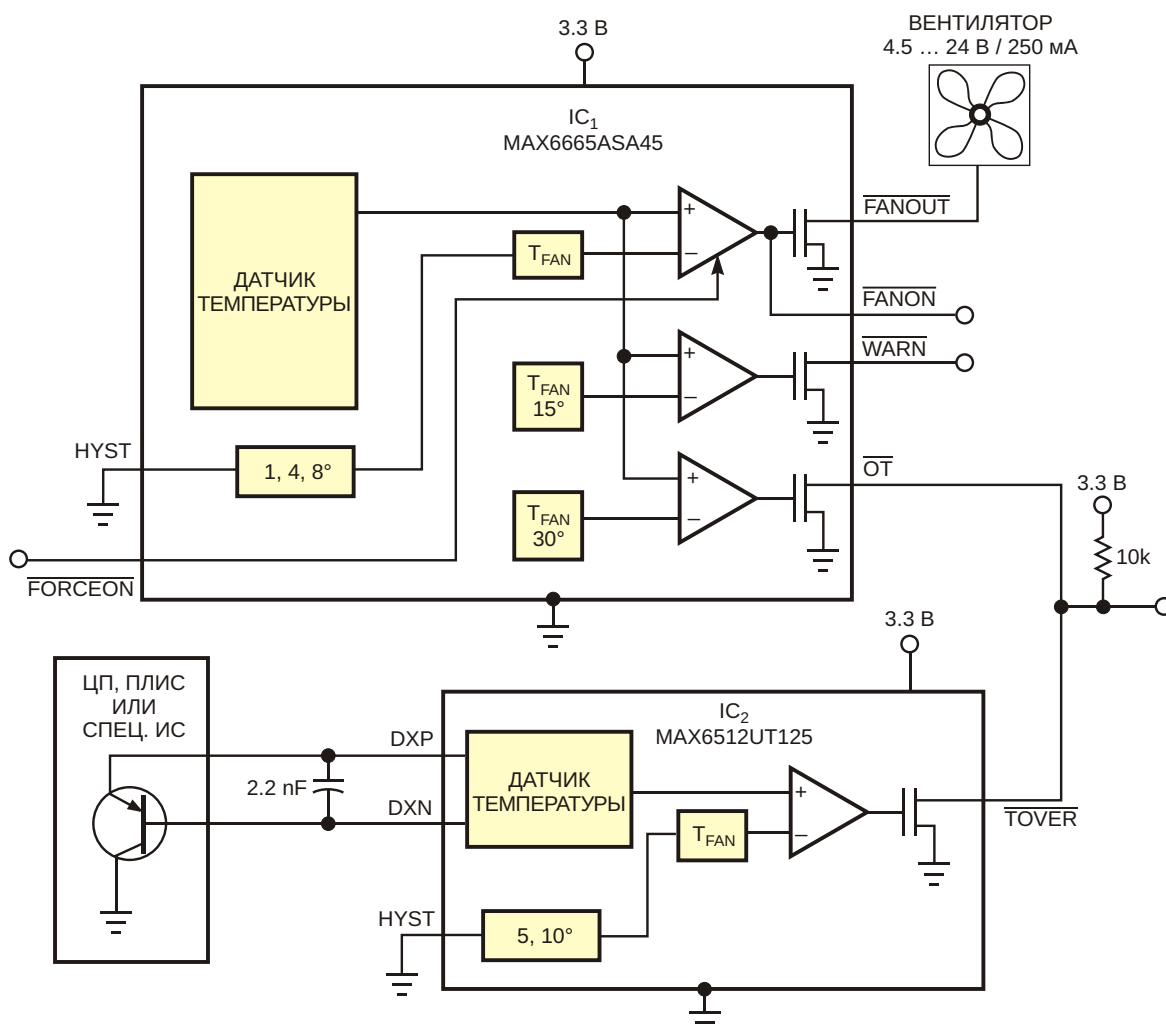 3.3 В
ВЕНТИЛЯТОР
4.5 … 24 В / 250 мА
IC1
MAX6665ASA45
ДАТЧИК
ТЕМПЕРАТУРЫ
TFAN
+
–
FANOUT
FANON
WARN
TFAN
15°
+
–
HYST
1, 4, 8°
OT
TFAN
30°
+
–
3.3 В
10k
FORCEON
3.3 В
ЦП, ПЛИС
ИЛИ
СПЕЦ. ИС
IC2
MAX6512UT125
DXP
2.2 nF
DXN
ДАТЧИК
ТЕМПЕРАТУРЫ
TFAN
+
–
TOVER
HYST
5, 10°